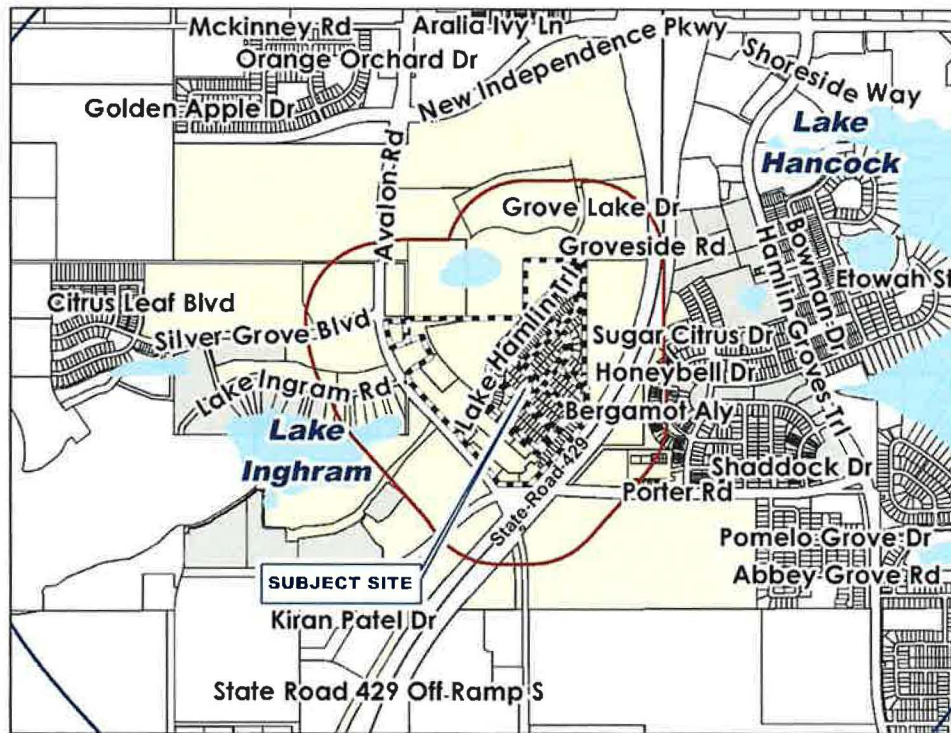 Mckinney Rd
Aralia Ivy Ln
Orange Orchard Dr
New Independence Pkwy
Shoreside Way
Golden Apple Dr
Lake
Hancock
Avalon Rd
Grove Lake Dr
Groveside Rd
Hamlin Groves Trl
Bowman Dr
Etowah St
Citrus Leaf Blvd
Silver Grove Blvd
Lake Hamlin Trl
Sugar Citrus Dr
Honeybell Dr
Lake Ingram Rd
Bergamot Aly
Lake
Inghram
Shaddock Dr
State Road 429
Porter Rd
Pomelo Grove Dr
SUBJECT SITE
Abbey Grove Rd
Kiran Patel Dr
State Road 429 Off Ramp S